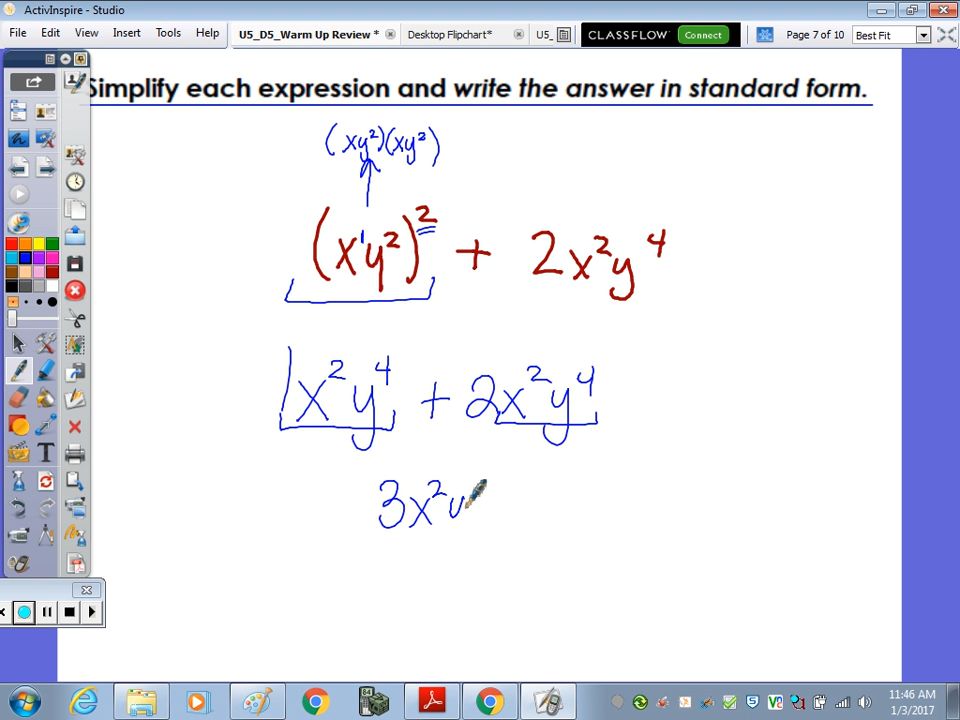 ActivInspire - Studio
File Edit View Insert Tools Help U5_D5_Warm Up Review * Desktop Flipchart* U5_ CLASSFLOW Connect Page 7 of 10 Best Fit
Simplify each expression and write the answer in standard form.
(xy²)(xy²)
(x¹y²)² + 2x²y⁴
1x²y⁴ + 2x²y⁴
3x²
11:46 AM
1/3/2017